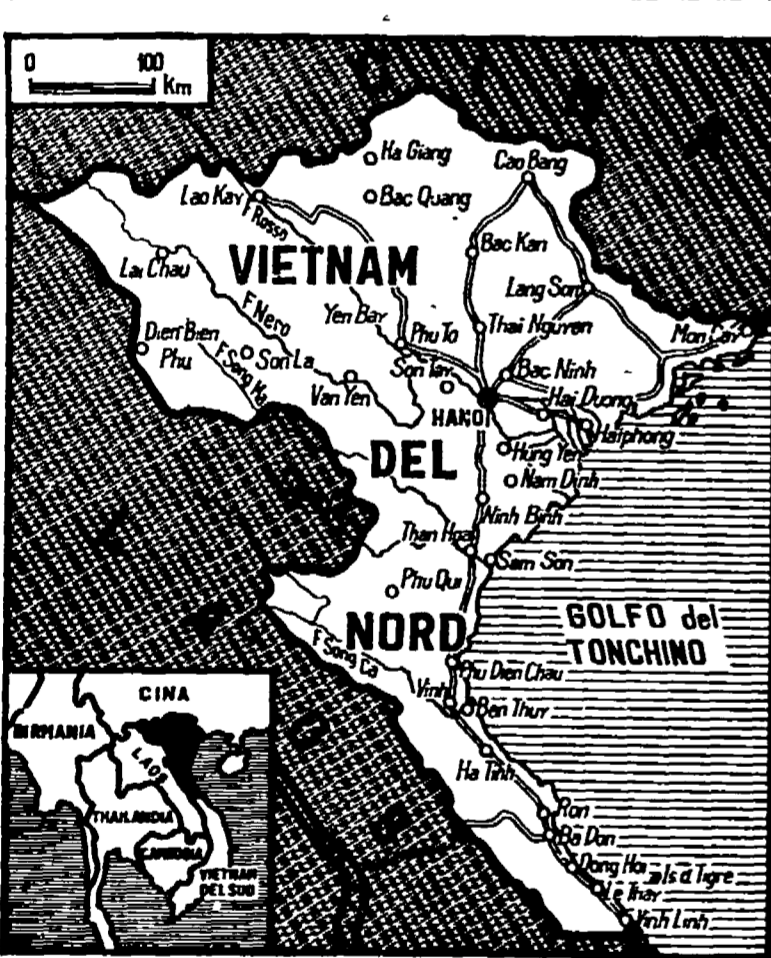 0 100
Km
Ha Giang
Cao Bang
Lao Kay
Bac Quang
F Rosso
Bac Kan
VIETNAM
Lai Chau
Lang Son
F Nero
Yen Bay
Thai Nguyen
Mon Cay
Dien Bien
Phu
Phu To
Son La
F Song Ma
Son Tay
Bac Ninh
Van Yen
Hai Duong
HANOI
Haiphong
DEL
Hung Yen
Nam Dinh
Ninh Binh
Than Hoa
Sam Son
Phu Qui
NORD
GOLFO del
TONCHINO
F Song Ca
Phu Dien Chau
Vinh
Ben Thuy
Ha Tinh
Ron
Ba Don
Dong Hoi
Is d Tigre
Le Thay
Vinh Linh
CINA
BIRMANIA
LAOS
THAILANDIA
CAMBOGIA
VIETNAM
DEL SUD